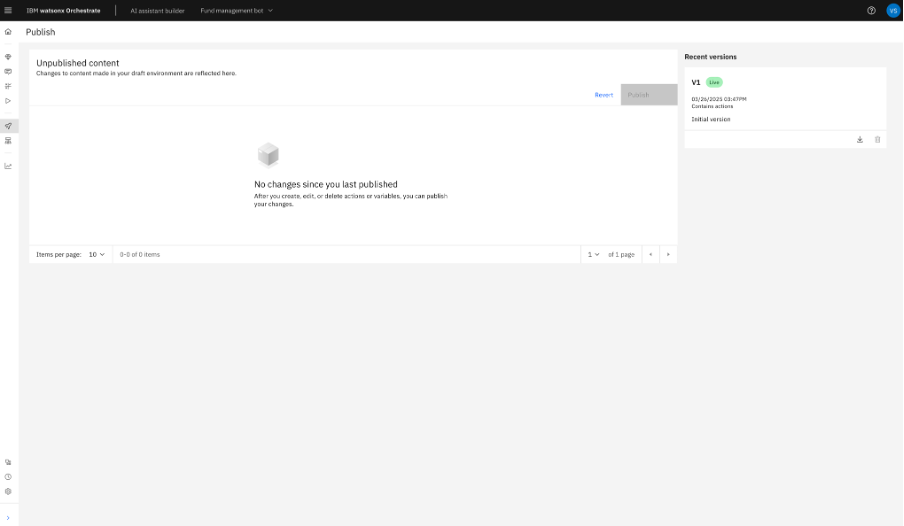 IBM watsonx Orchestrate
AI assistant builder
Fund management bot
VS
Publish
Unpublished content
Changes to content made in your draft environment are reflected here.
Revert
Publish
No changes since you last published
After you create, edit, or delete actions or variables, you can publish
your changes.
Items per page: 10
0-0 of 0 items
1
of 1 page
Recent versions
V1 Live
03/26/2025 03:47PM
Contains actions
Initial version